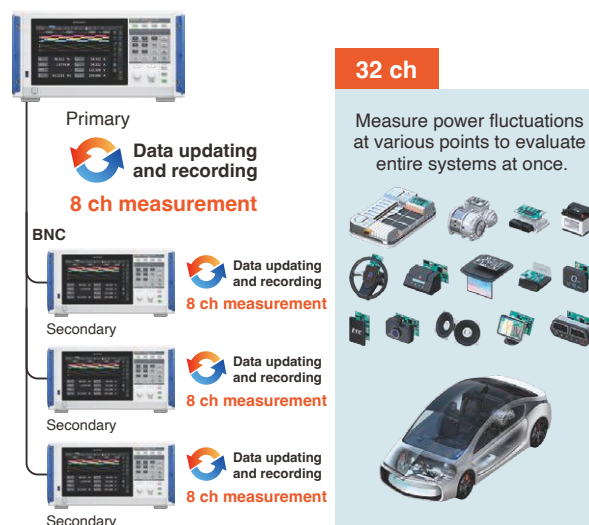 Primary
Data updating
and recording
8 ch measurement
BNC
Data updating
and recording
8 ch measurement
Secondary
Data updating
and recording
8 ch measurement
Secondary
Data updating
and recording
8 ch measurement
Secondary
32 ch
Measure power fluctuations
at various points to evaluate
entire systems at once.
ETC